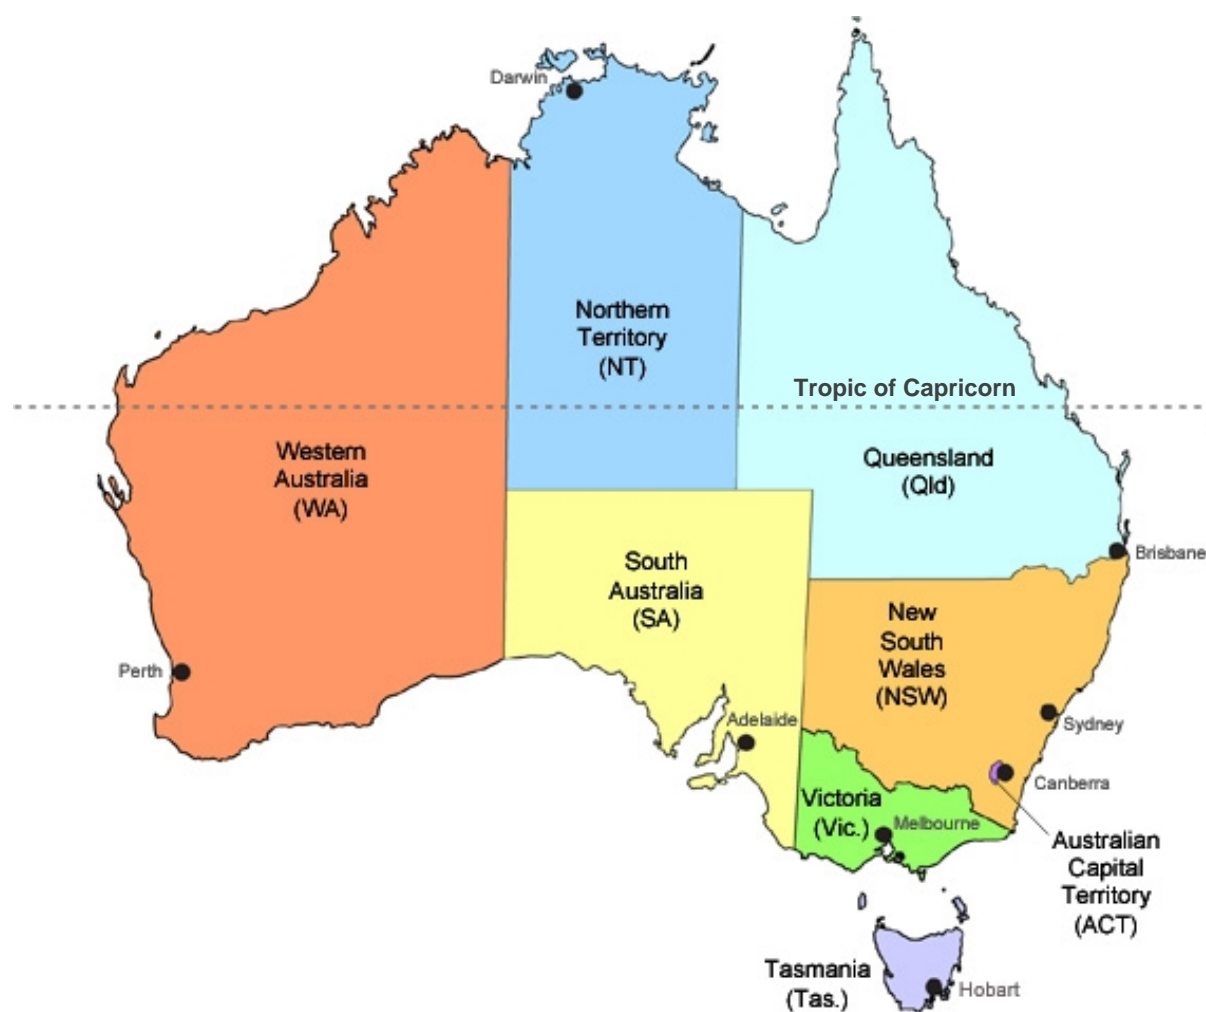 Darwin
Northern
Territory
(NT)
Tropic of Capricorn
Western
Australia
(WA)
Queensland
(Qld)
Brisbane
South
Australia
(SA)
New
South
Wales
(NSW)
Perth
Adelaide
Sydney
Canberra
Victoria
(Vic.)
Melbourne
Australian
Capital
Territory
(ACT)
Tasmania
(Tas.)
Hobart